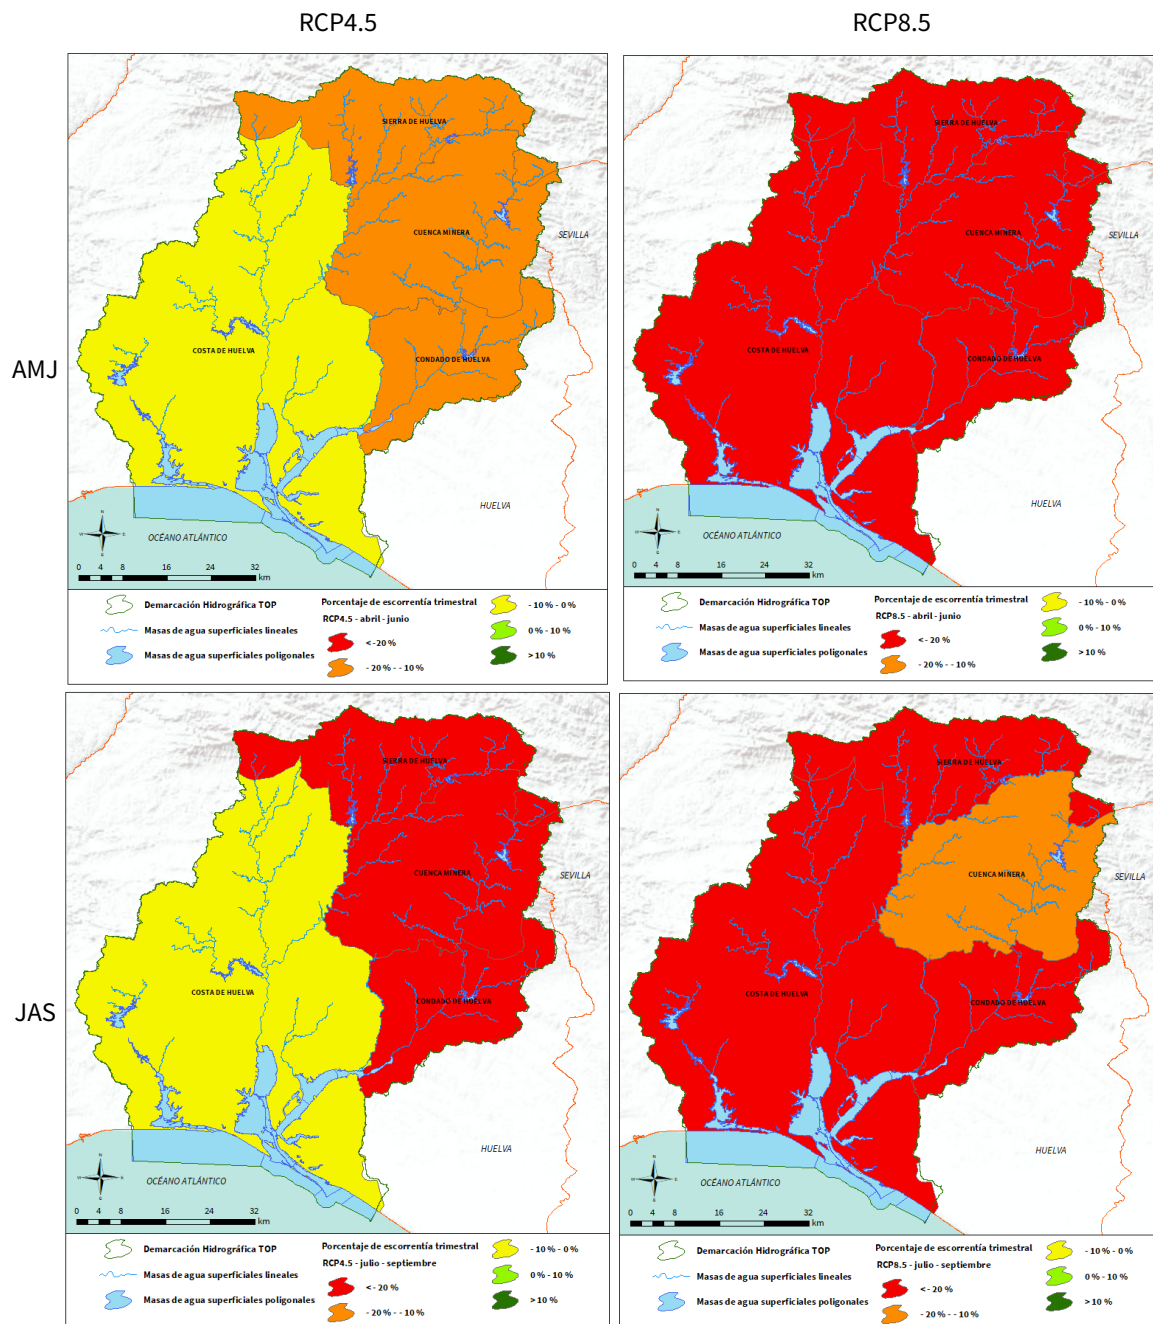 RCP4.5
RCP8.5
AMJ
SIERRA DE HUELVA
SEVILLA
CUENCA MINERA
COSTA DE HUELVA
CONDADO DE HUELVA
HUELVA
OCÉANO ATLÁNTICO
N
W E
S
0 4 8 16 24 32
km
Demarcación Hidrográfica TOP
Masas de agua superficiales lineales
Masas de agua superficiales poligonales
Porcentaje de escorrentía trimestral
RCP4.5 - abril - junio
< - 20 %
- 20 % - - 10 %
- 10 % - 0 %
0 % - 10 %
> 10 %
SIERRA DE HUELVA
SEVILLA
CUENCA MINERA
COSTA DE HUELVA
CONDADO DE HUELVA
HUELVA
OCÉANO ATLÁNTICO
N
W E
S
0 4 8 16 24 32
km
Demarcación Hidrográfica TOP
Masas de agua superficiales lineales
Masas de agua superficiales poligonales
Porcentaje de escorrentía trimestral
RCP8.5 - abril - junio
< - 20 %
- 20 % - - 10 %
- 10 % - 0 %
0 % - 10 %
> 10 %
JAS
SIERRA DE HUELVA
SEVILLA
CUENCA MINERA
COSTA DE HUELVA
CONDADO DE HUELVA
HUELVA
OCÉANO ATLÁNTICO
N
W E
S
0 4 8 16 24 32
km
Demarcación Hidrográfica TOP
Masas de agua superficiales lineales
Masas de agua superficiales poligonales
Porcentaje de escorrentía trimestral
RCP4.5 - julio - septiembre
< - 20 %
- 20 % - - 10 %
- 10 % - 0 %
0 % - 10 %
> 10 %
SIERRA DE HUELVA
SEVILLA
CUENCA MINERA
COSTA DE HUELVA
CONDADO DE HUELVA
HUELVA
OCÉANO ATLÁNTICO
N
W E
S
0 4 8 16 24 32
km
Demarcación Hidrográfica TOP
Masas de agua superficiales lineales
Masas de agua superficiales poligonales
Porcentaje de escorrentía trimestral
RCP8.5 - julio - septiembre
< - 20 %
- 20 % - - 10 %
- 10 % - 0 %
0 % - 10 %
> 10 %